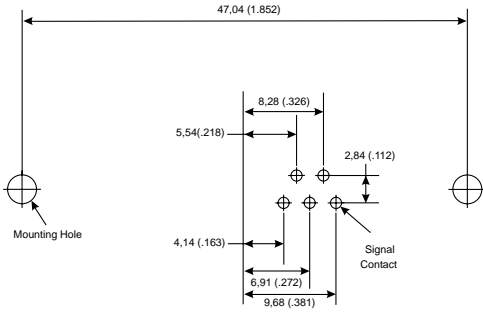 47,04 (1.852)
8,28 (.326)
5,54(.218)
2,84 (.112)
Mounting Hole
4,14 (.163)
Signal
Contact
6,91 (.272)
9,68 (.381)